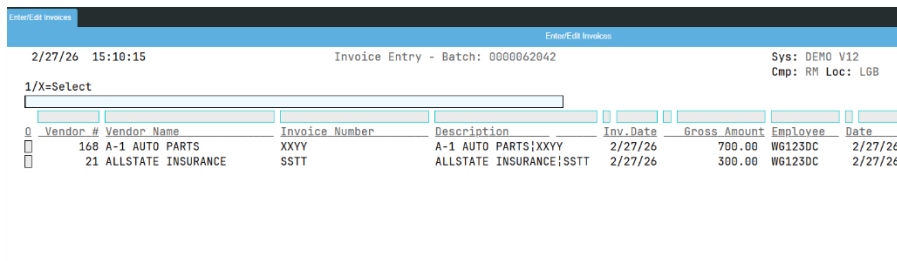 Enter/Edit Invoices
Enter/Edit Invoices
2/27/26 15:10:15 Invoice Entry - Batch: 0000062042 Sys: DEMO V12
Cmp: RM Loc: LGB
1/X=Select
O Vendor # Vendor Name Invoice Number Description Inv.Date Gross Amount Employee Date
168 A-1 AUTO PARTS XXYY A-1 AUTO PARTS¦XXYY 2/27/26 700.00 WG123DC 2/27/26
21 ALLSTATE INSURANCE SSTT ALLSTATE INSURANCE¦SSTT 2/27/26 300.00 WG123DC 2/27/26